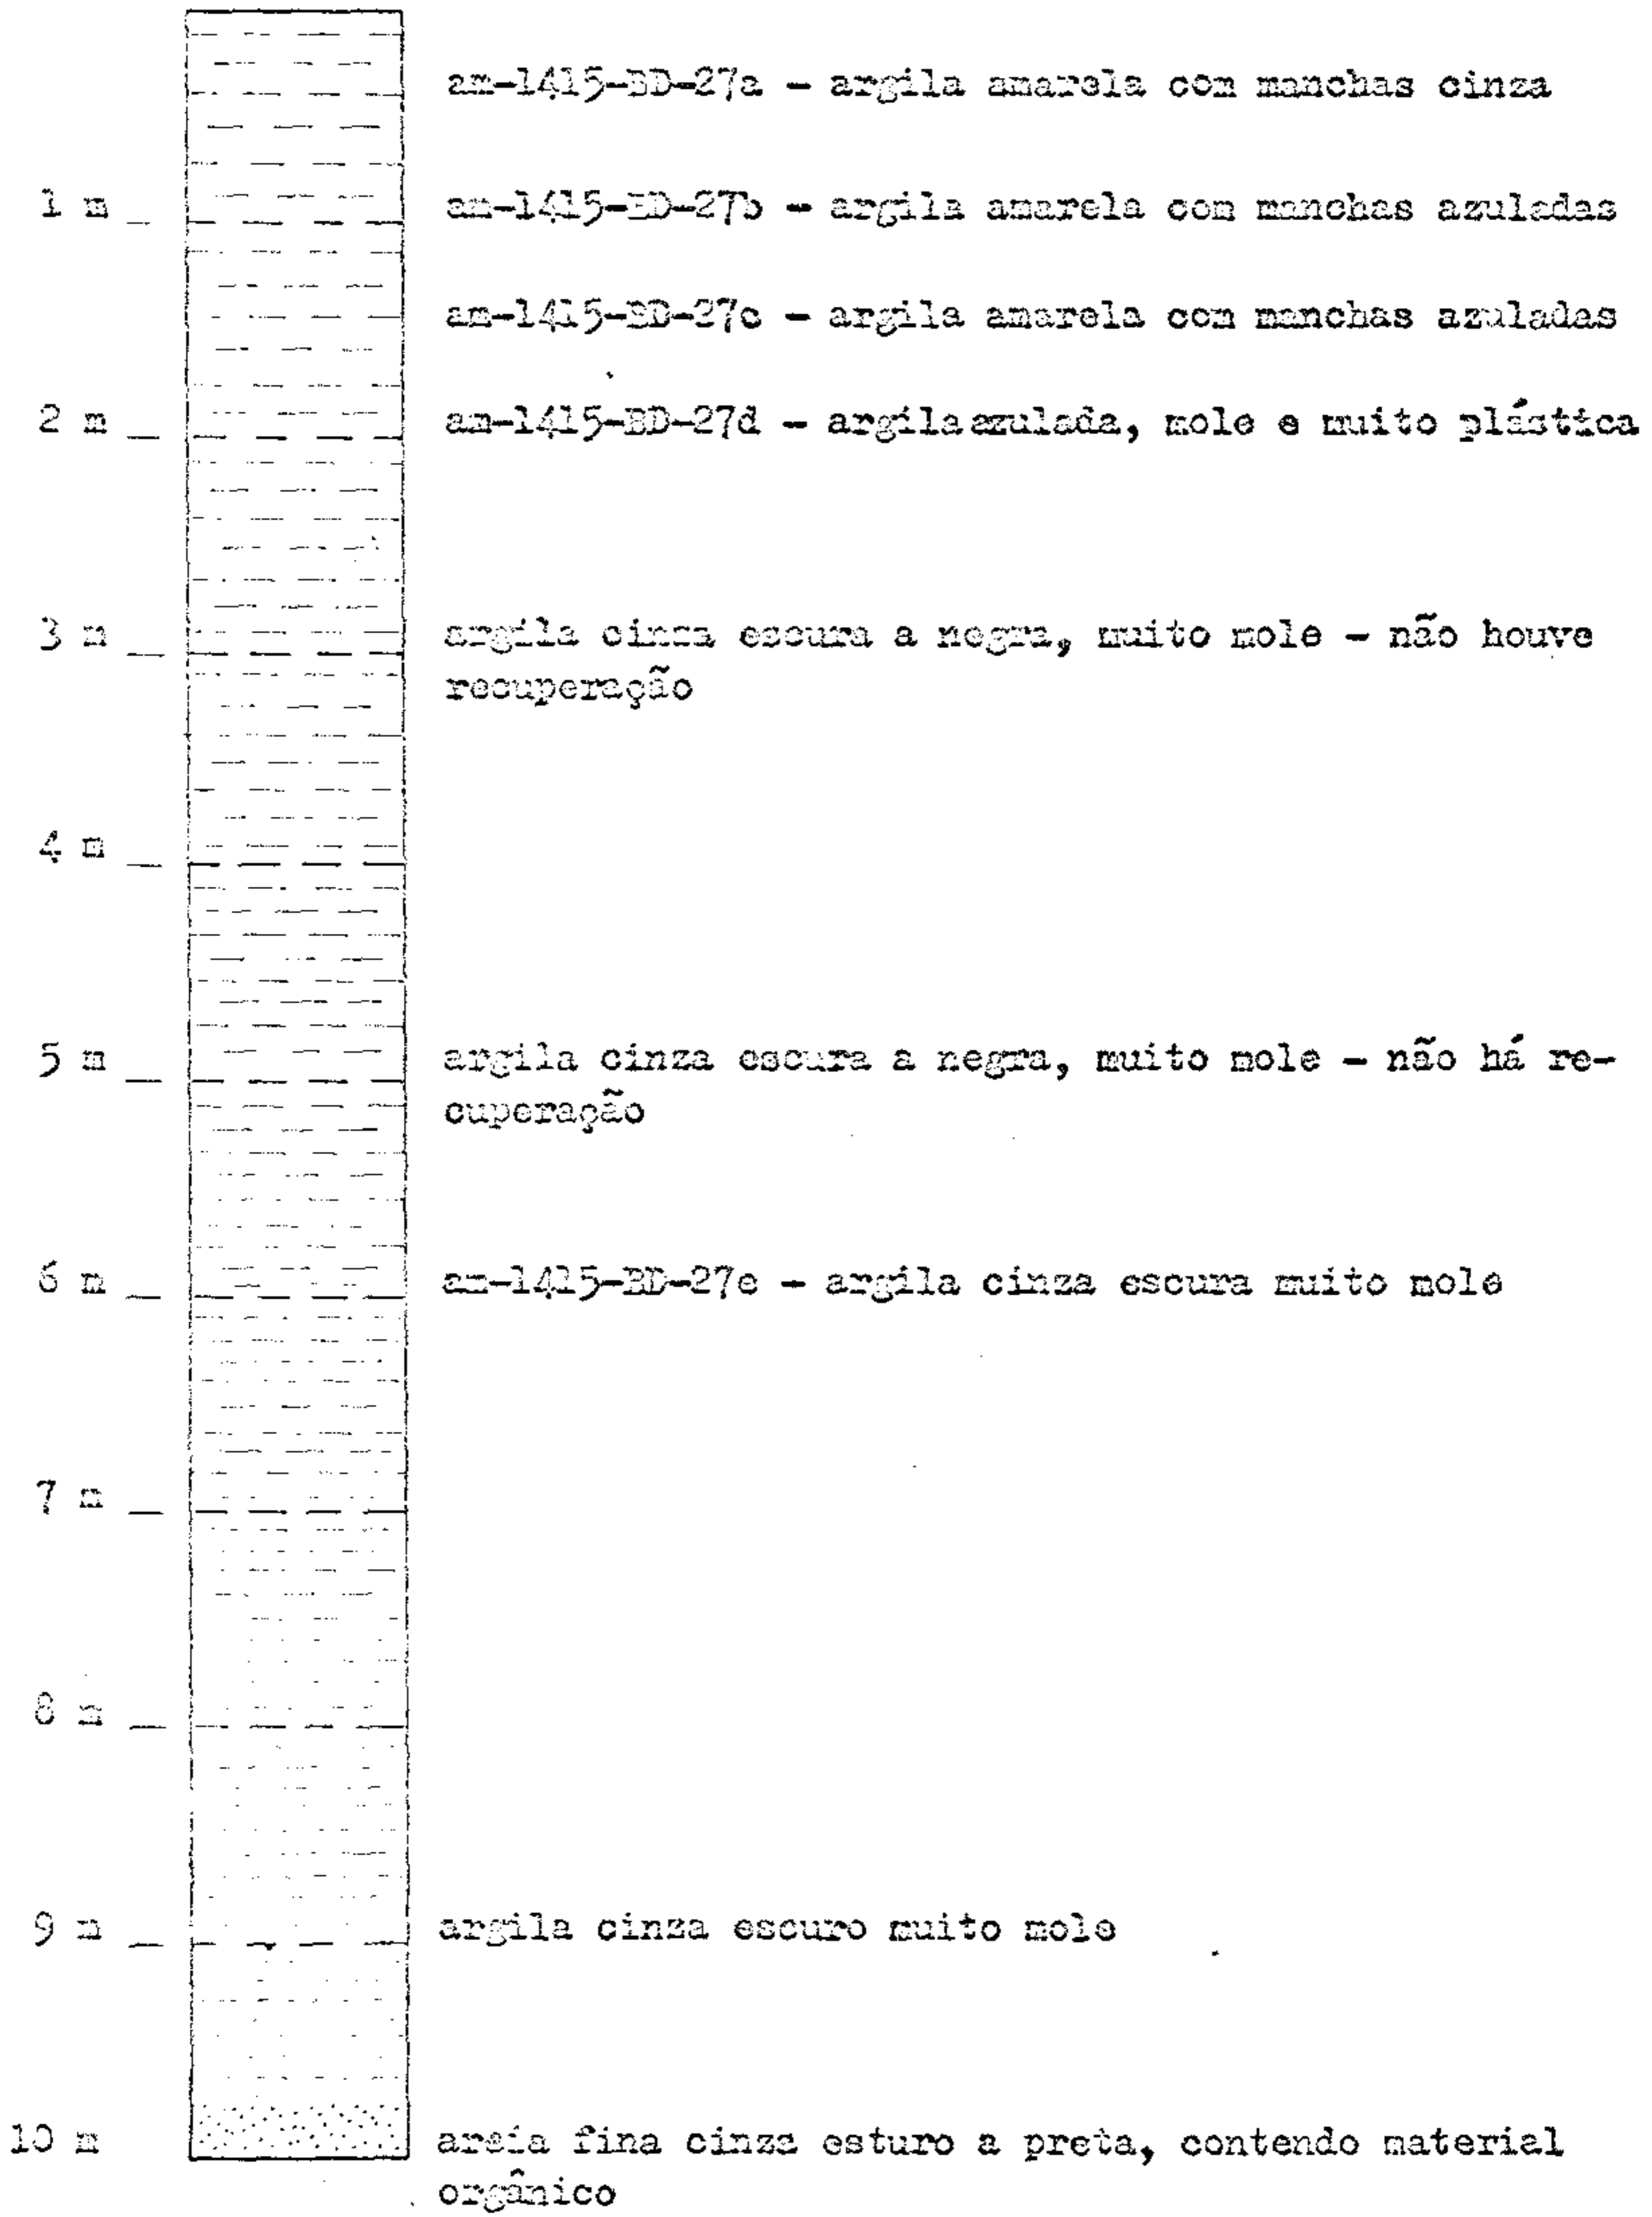 am-1415-BD-27a - argila amarela com manchas cinza
1 m am-1415-BD-27b - argila amarela com manchas azuladas
am-1415-BD-27c - argila amarela com manchas azuladas
2 m am-1415-BD-27d - argila azulada, mole e muito plástica
3 m argila cinza escura a negra, muito mole - não houve
recuperação
4 m
5 m argila cinza escura a negra, muito mole - não há re-
cuperação
6 m am-1415-BD-27e - argila cinza escura muito mole
7 m
8 m
9 m argila cinza escuro muito mole
10 m areia fina cinza esturo a preta, contendo material
orgânico